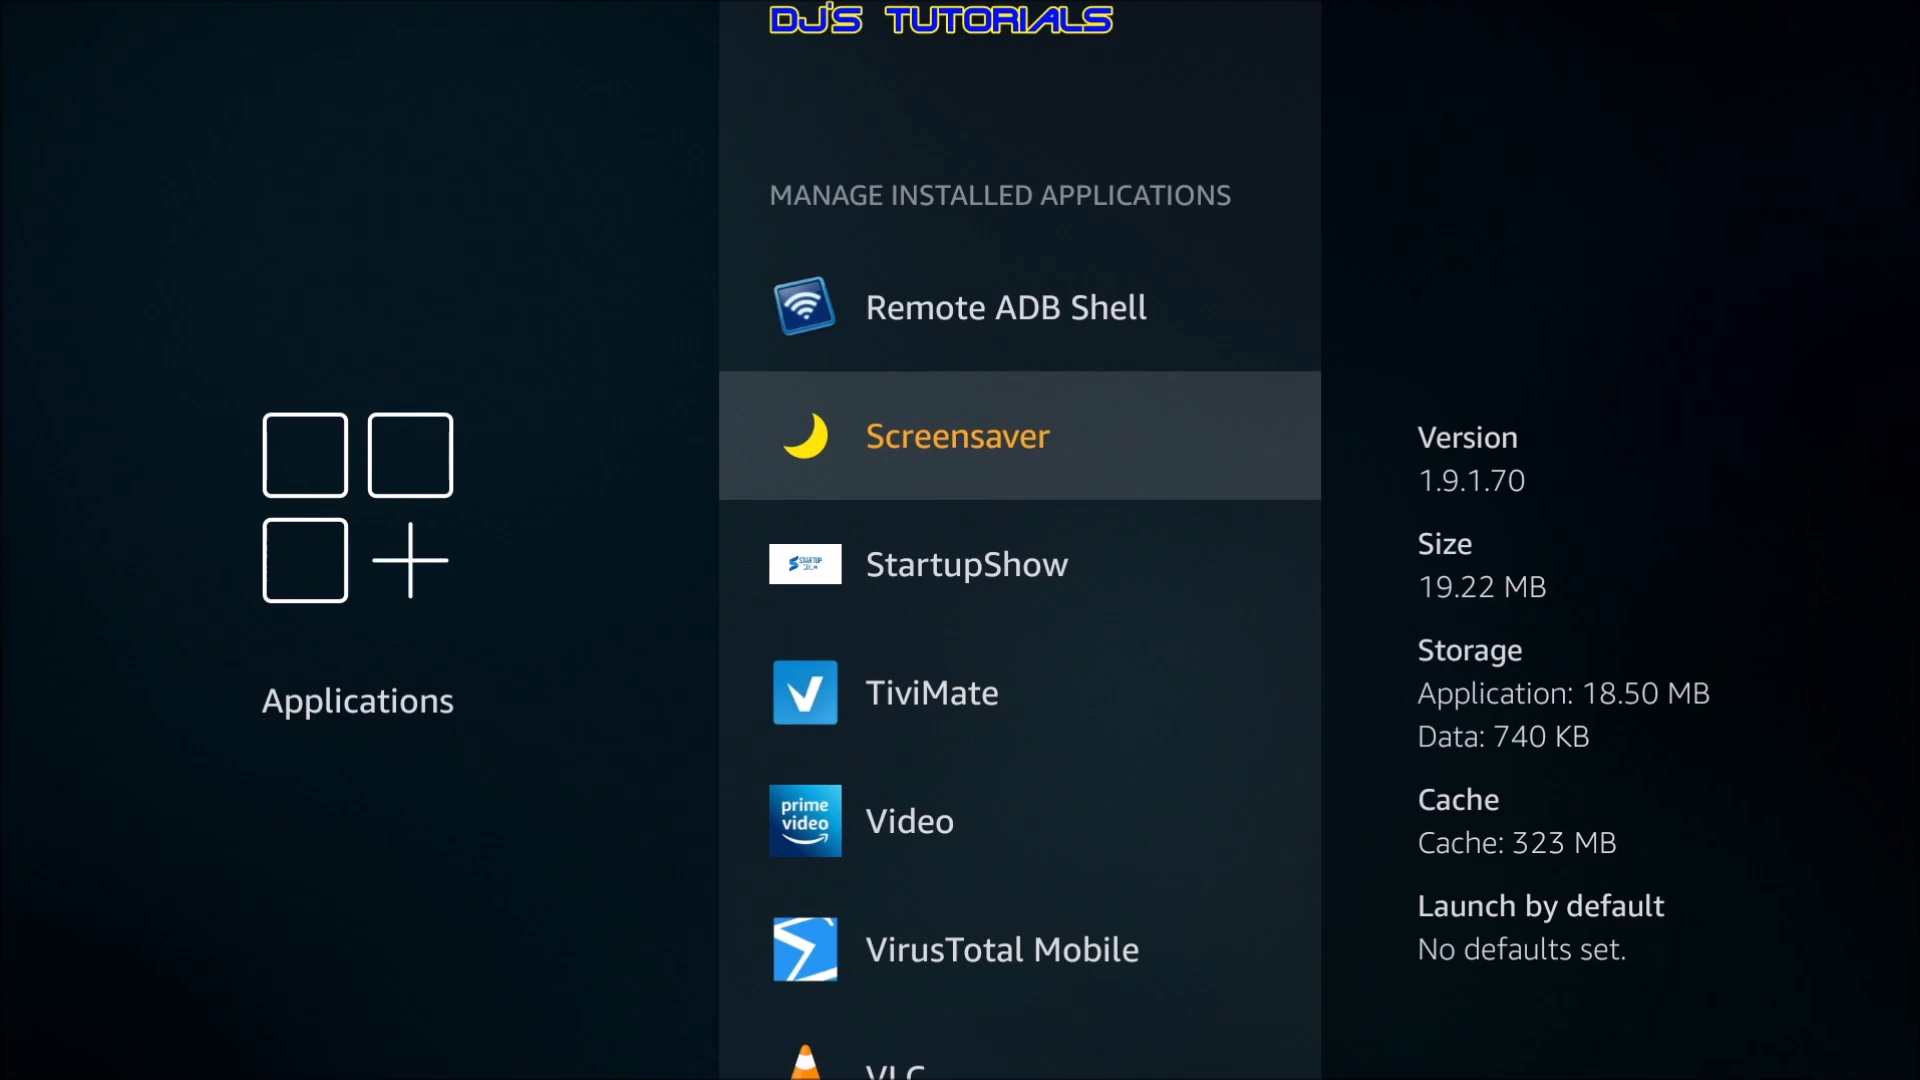 DJ'S TUTORIALS
MANAGE INSTALLED APPLICATIONS
Remote ADB Shell
Screensaver
STARTUP
StartupShow
TiviMate
prime
video
Video
VirusTotal Mobile
VLC
Applications
Version
1.9.1.70
Size
19.22 MB
Storage
Application: 18.50 MB
Data: 740 KB
Cache
Cache: 323 MB
Launch by default
No defaults set.